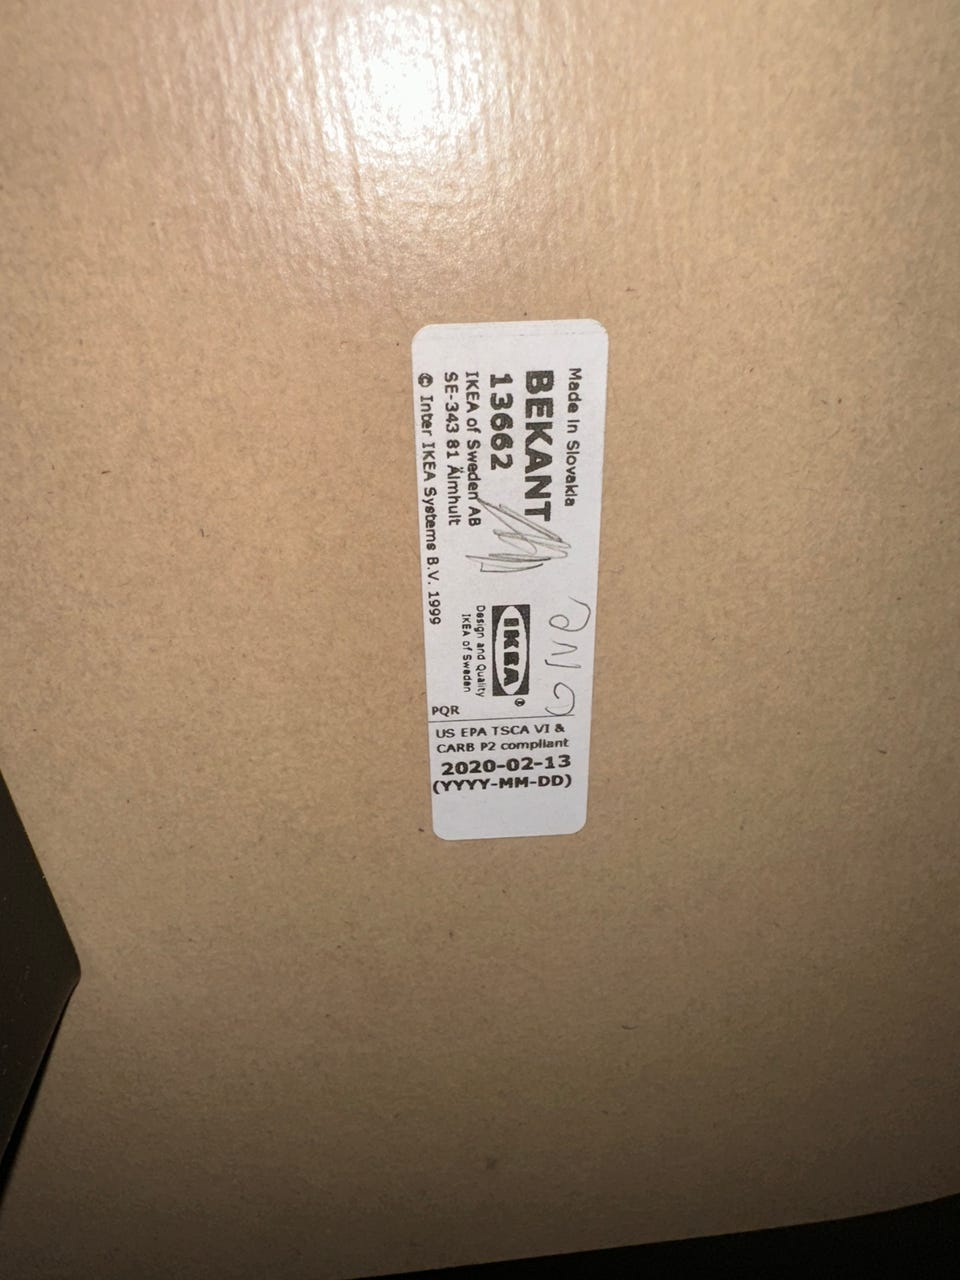 Made in Slovakia
BEKANT
13662
IKEA of Sweden AB
SE-343 81 Älmhult
© Inter IKEA Systems B.V. 1999
IKEA®
Design and Quality
IKEA of Sweden
PQR
US EPA TSCA VI &
CARB P2 compliant
2020-02-13
(YYYY-MM-DD)